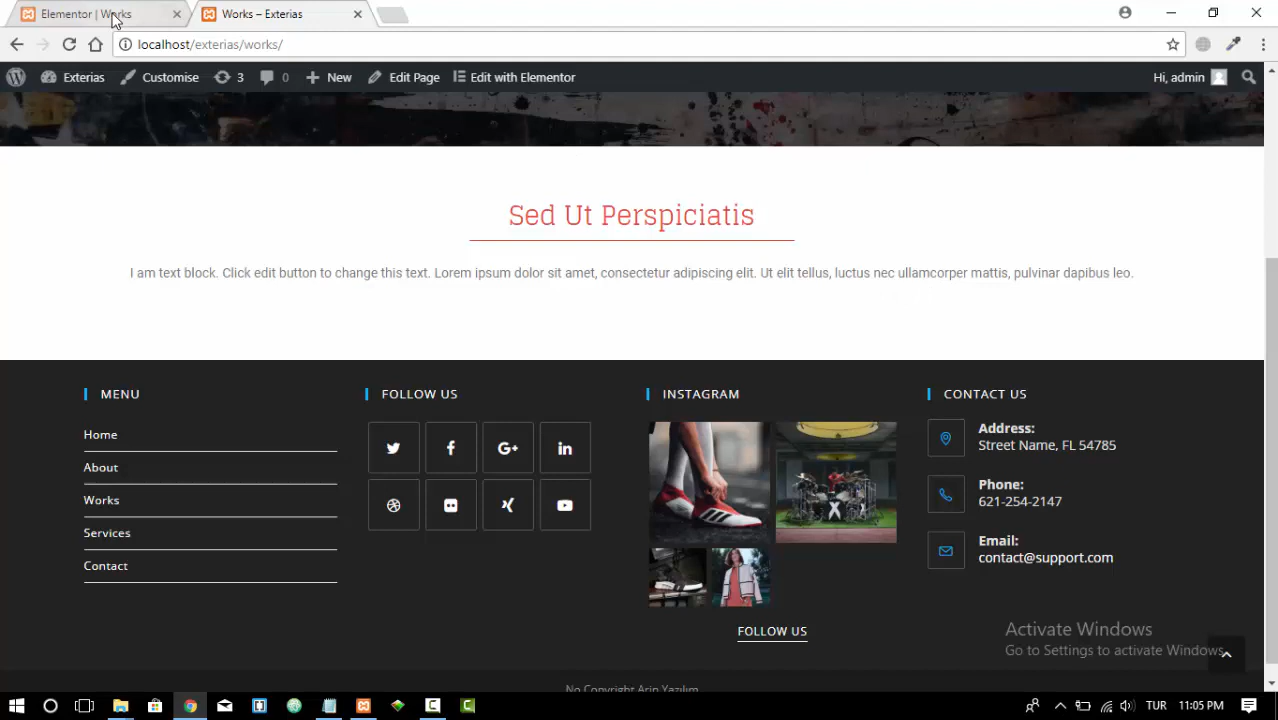 Elementor | Works
Works – Exterias
localhost/exterias/works/
Exterias
Customise
3
0
New
Edit Page
Edit with Elementor
Hi, admin
Sed Ut Perspiciatis
I am text block. Click edit button to change this text. Lorem ipsum dolor sit amet, consectetur adipiscing elit. Ut elit tellus, luctus nec ullamcorper mattis, pulvinar dapibus leo.
MENU
Home
About
Works
Services
Contact
FOLLOW US
INSTAGRAM
FOLLOW US
CONTACT US
Address:
Street Name, FL 54785
Phone:
621-254-2147
Email:
contact@support.com
Activate Windows
Go to Settings to activate Windows.
No Copyright Arin Yazılım
TUR
11:05 PM